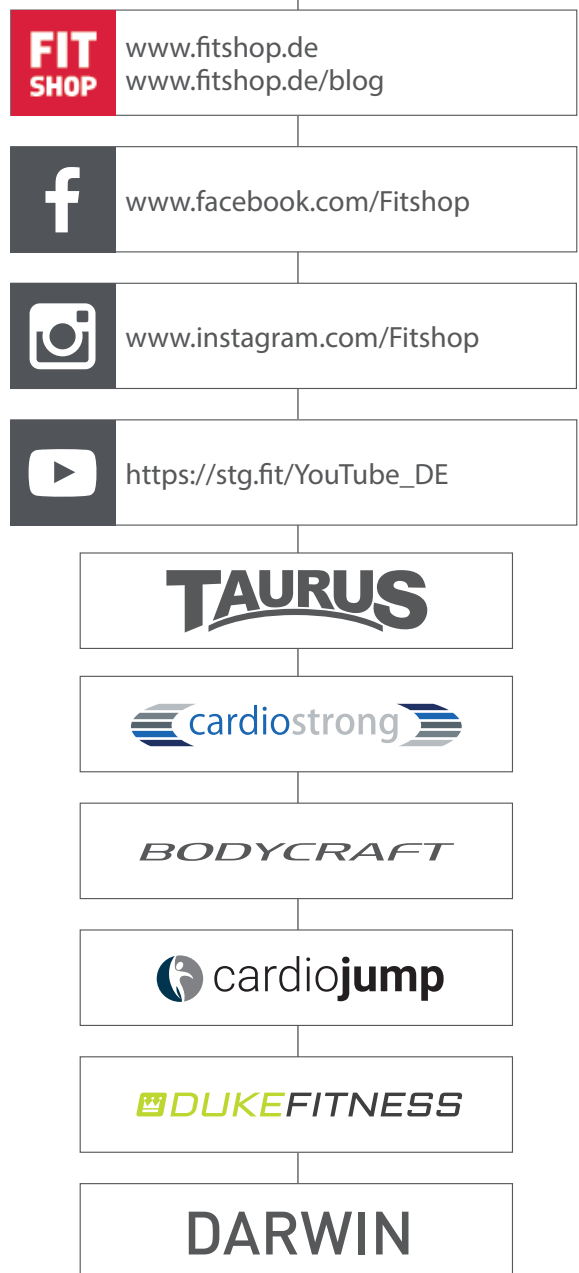 FIT
SHOP
www.fitshop.de
www.fitshop.de/blog
f
www.facebook.com/Fitshop
www.instagram.com/Fitshop
https://stg.fit/YouTube_DE
TAURUS
cardiostrong
BODYCRAFT
cardiojump
DUKEFITNESS
DARWIN